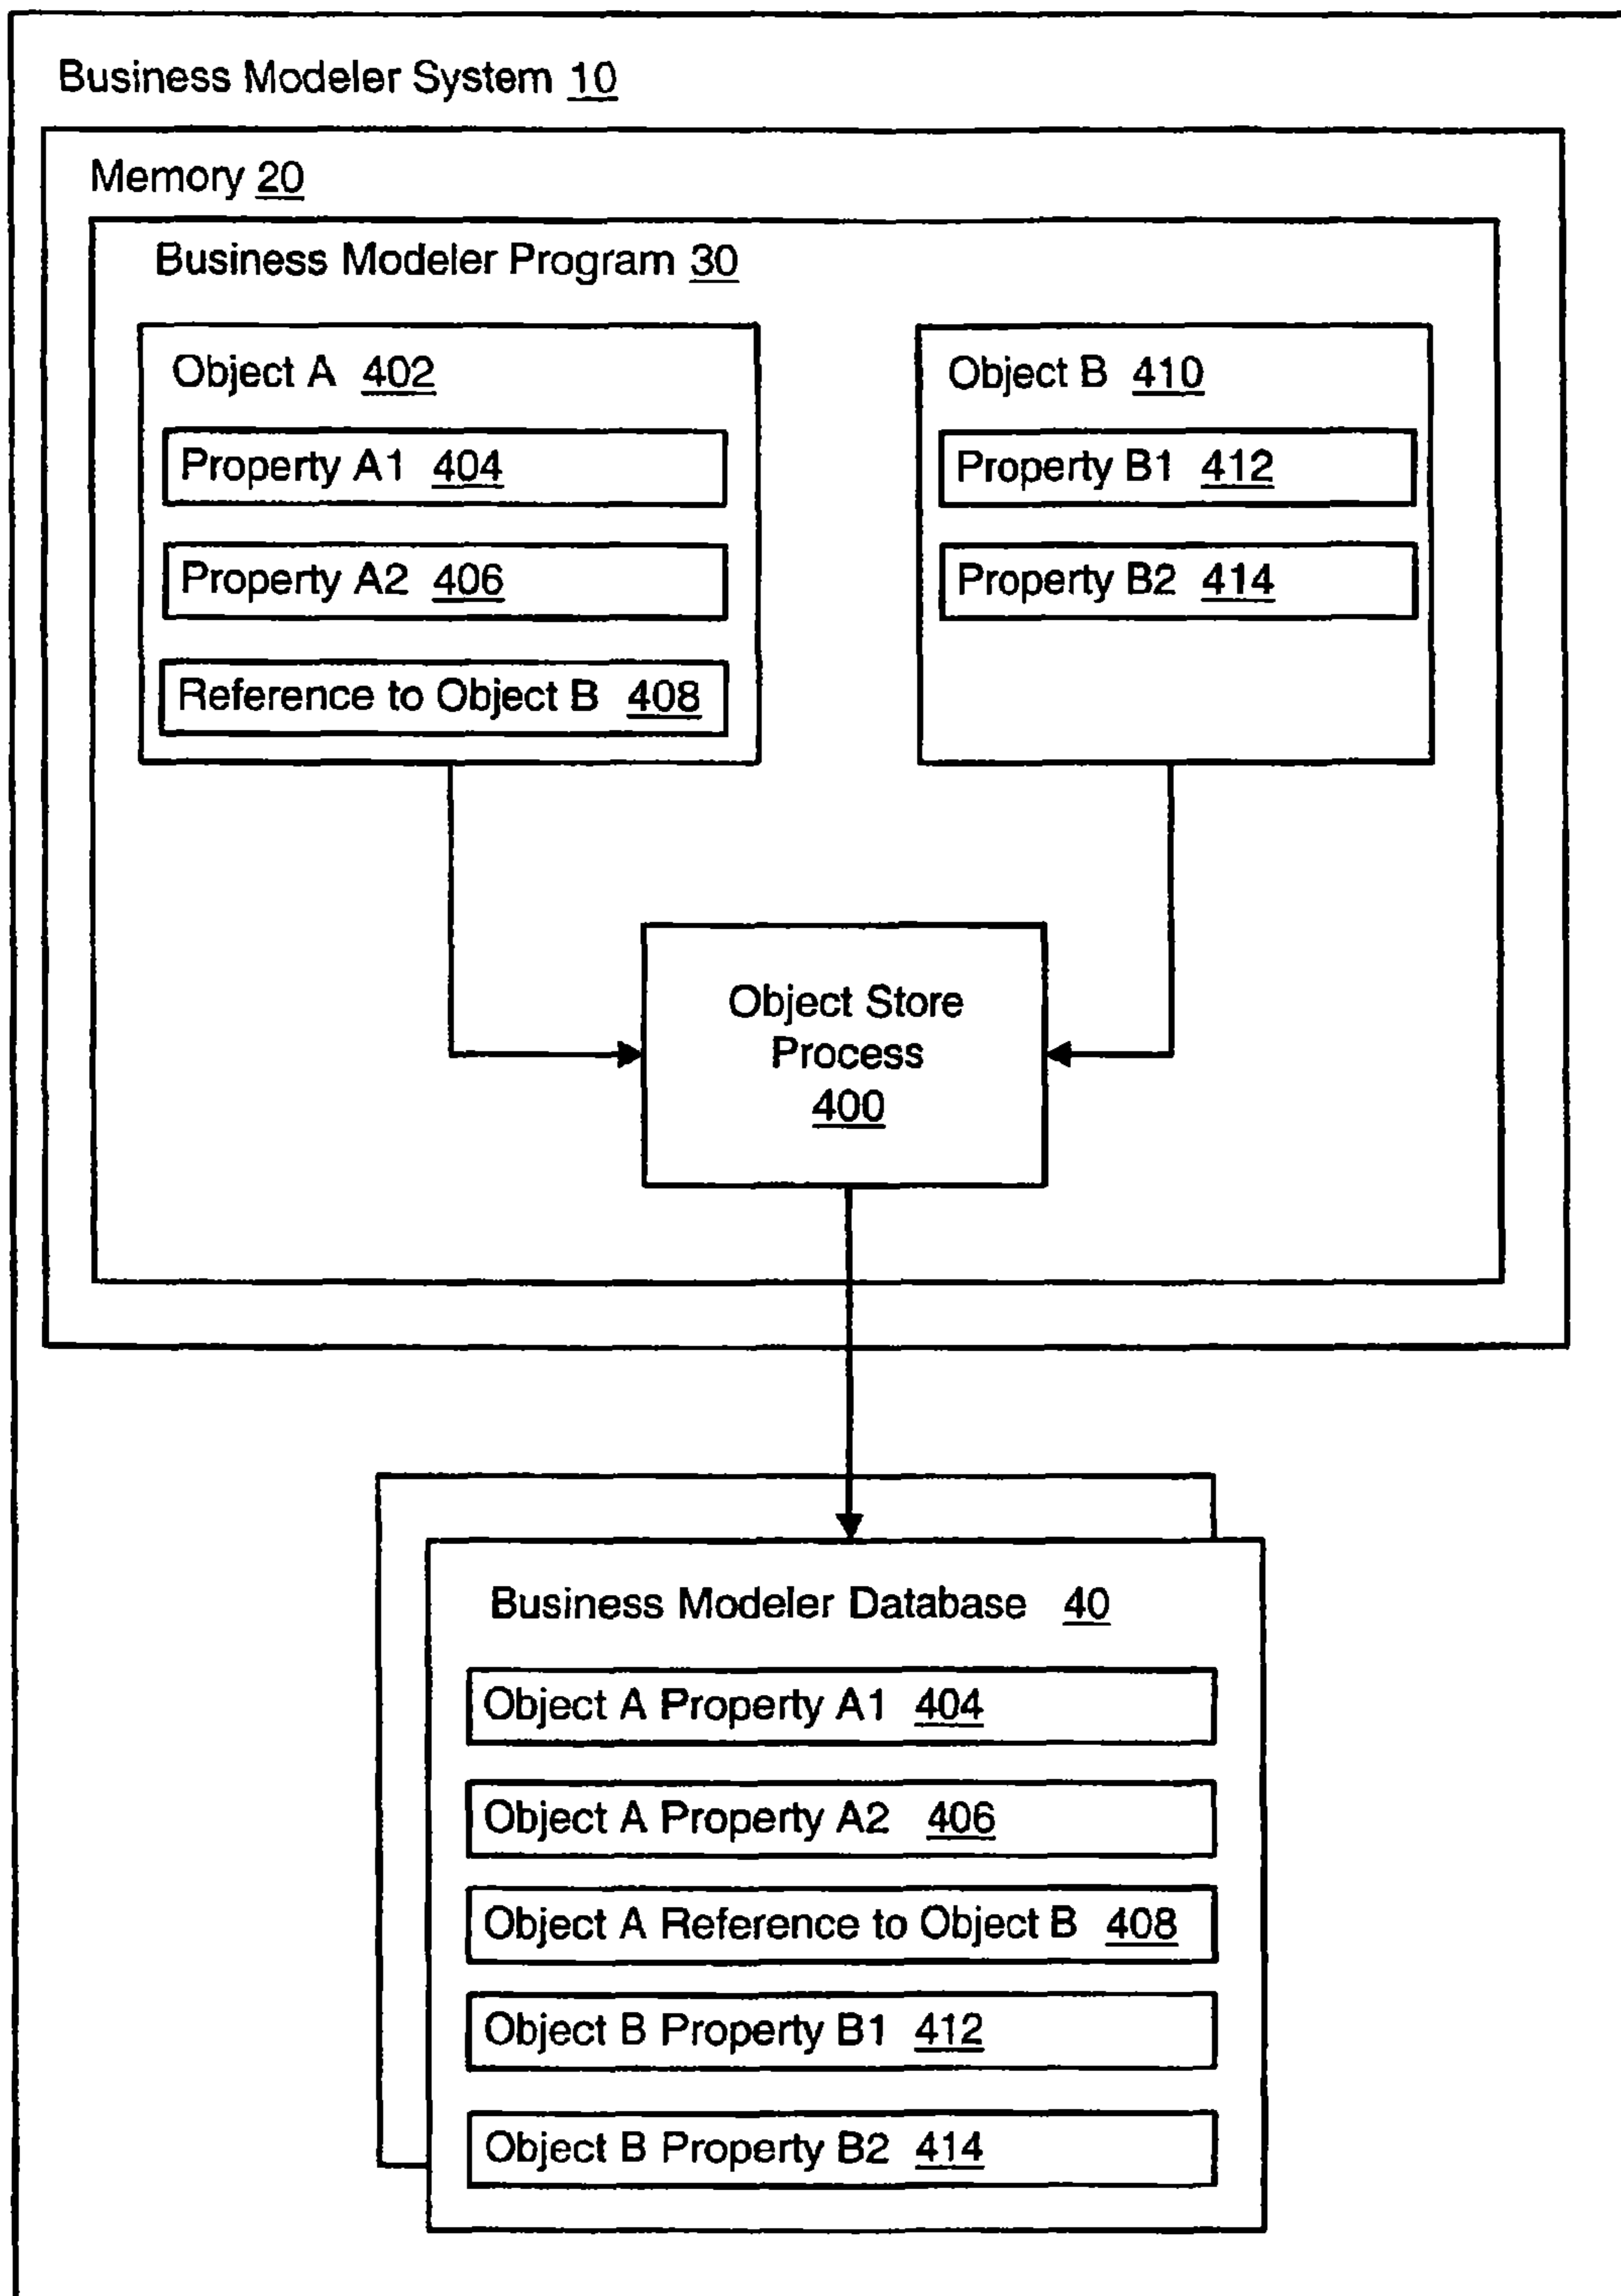 Business Modeler System 10
Memory 20
Business Modeler Program 30
Object A 402
Property A1 404
Property A2 406
Reference to Object B 408
Object B 410
Property B1 412
Property B2 414
Object Store
Process
400
Business Modeler Database 40
Object A Property A1 404
Object A Property A2 406
Object A Reference to Object B 408
Object B Property B1 412
Object B Property B2 414